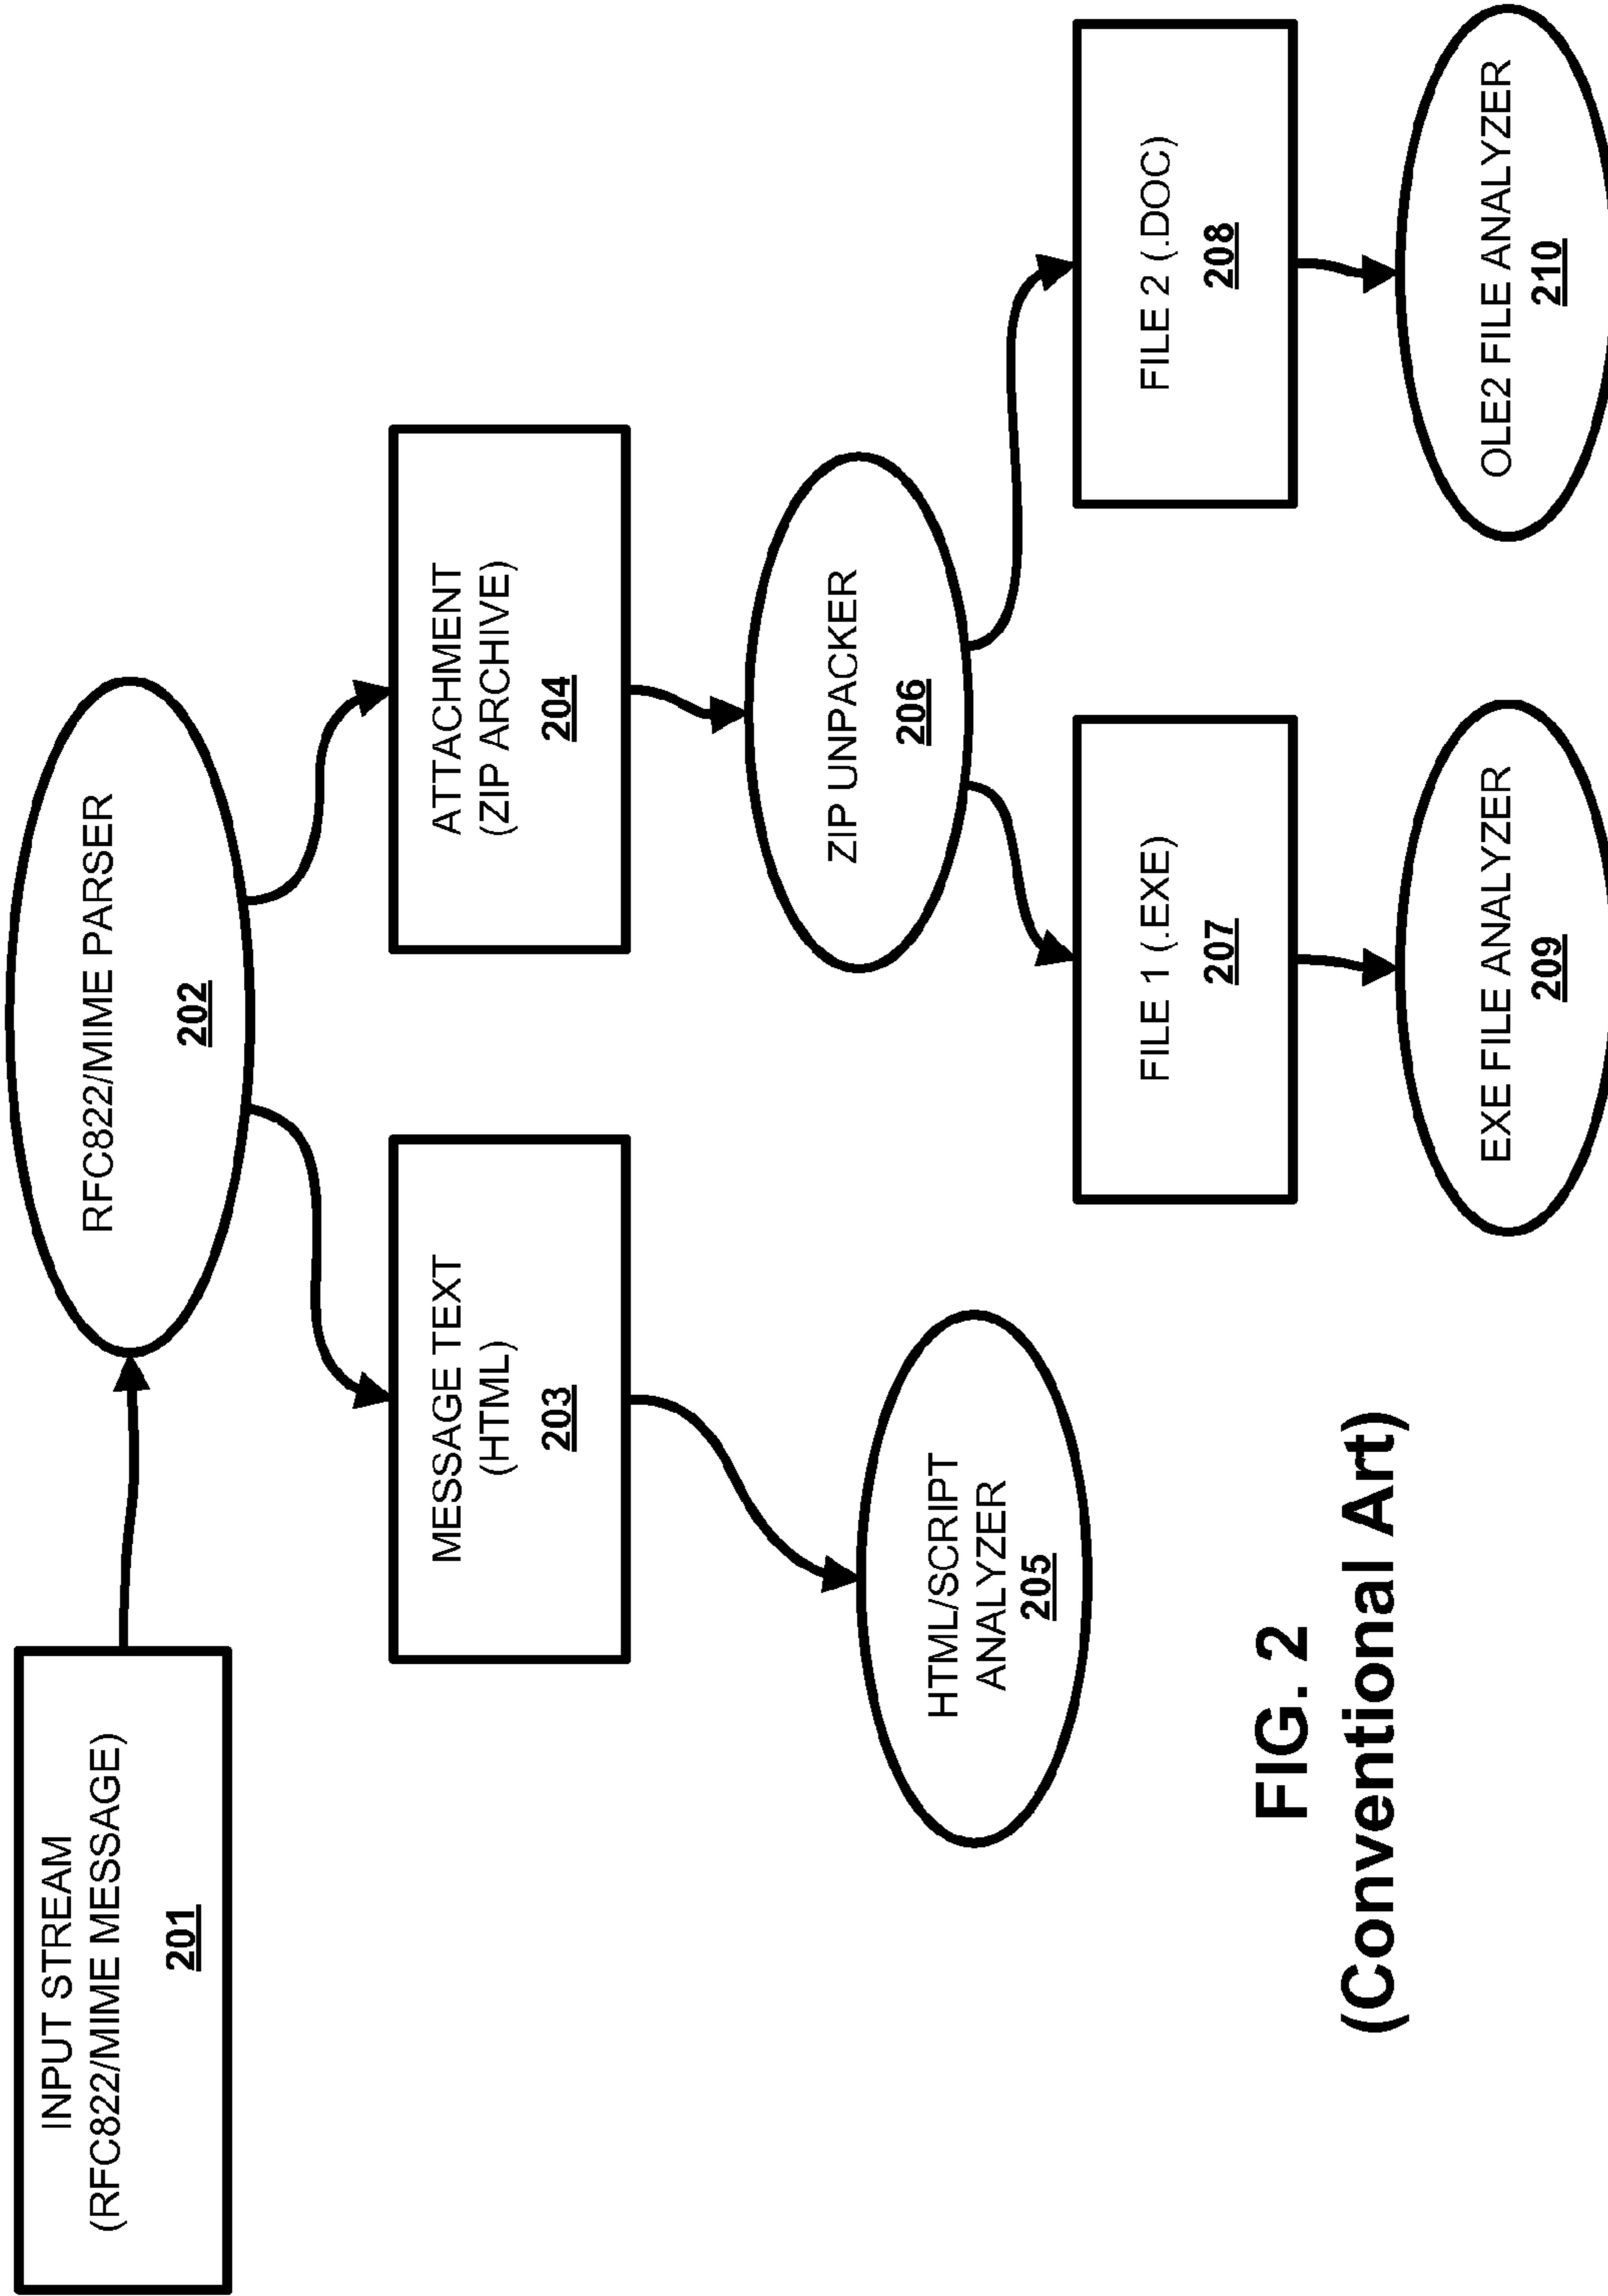 INPUT STREAM
(RFC822/MIME MESSAGE)
201
RFC822/MIME PARSER
202
MESSAGE TEXT
(HTML)
203
ATTACHMENT
(ZIP ARCHIVE)
204
HTML/SCRIPT
ANALYZER
205
ZIP UNPACKER
206
FILE 1 (.EXE)
207
FILE 2 (.DOC)
208
EXE FILE ANALYZER
209
OLE2 FILE ANALYZER
210
FIG. 2
(Conventional Art)